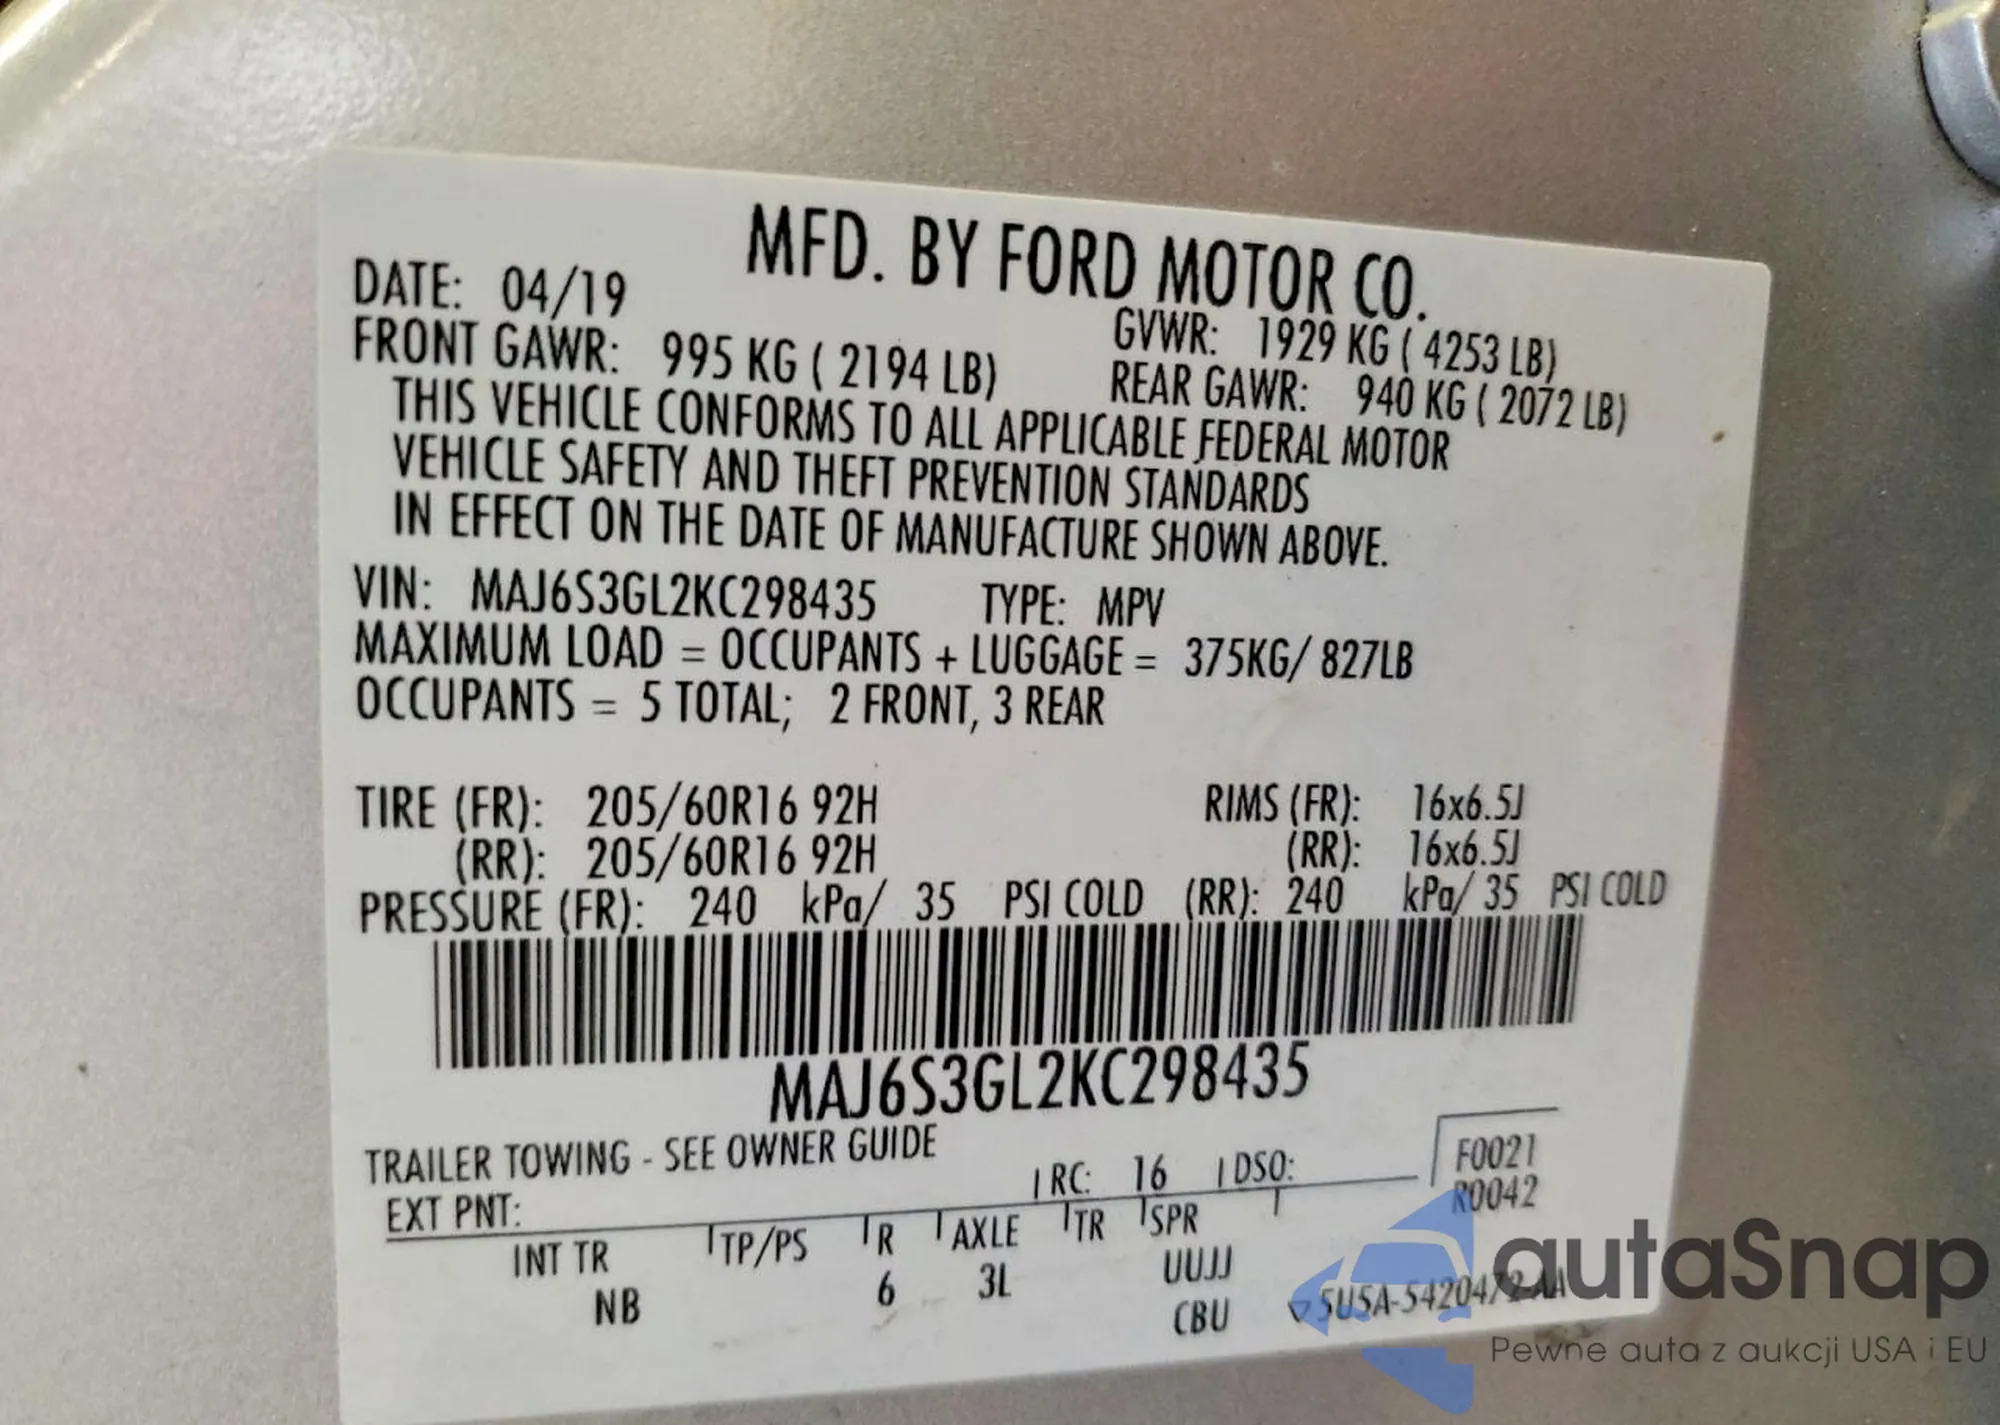 MFD. BY FORD MOTOR CO.
DATE: 04/19
GVWR: 1929 KG ( 4253 LB)
FRONT GAWR: 995 KG ( 2194 LB)
REAR GAWR: 940 KG ( 2072 LB)
THIS VEHICLE CONFORMS TO ALL APPLICABLE FEDERAL MOTOR
VEHICLE SAFETY AND THEFT PREVENTION STANDARDS
IN EFFECT ON THE DATE OF MANUFACTURE SHOWN ABOVE.
VIN: MAJ6S3GL2KC298435 TYPE: MPV
MAXIMUM LOAD = OCCUPANTS + LUGGAGE = 375KG/ 827LB
OCCUPANTS = 5 TOTAL; 2 FRONT, 3 REAR
TIRE (FR): 205/60R16 92H RIMS (FR): 16x6.5J
(RR): 205/60R16 92H (RR): 16x6.5J
PRESSURE (FR): 240 kPa/ 35 PSI COLD (RR): 240 kPa/ 35 PSI COLD
MAJ6S3GL2KC298435
TRAILER TOWING - SEE OWNER GUIDE
F0021
EXT PNT: RC: 16 DSO:
R0042
INT TR TP/PS R AXLE TR SPR
NB 6 3L UUJJ
CBU 5U5A-5420472-AA
autaSnap
Pewne auta z aukcji USA i EU